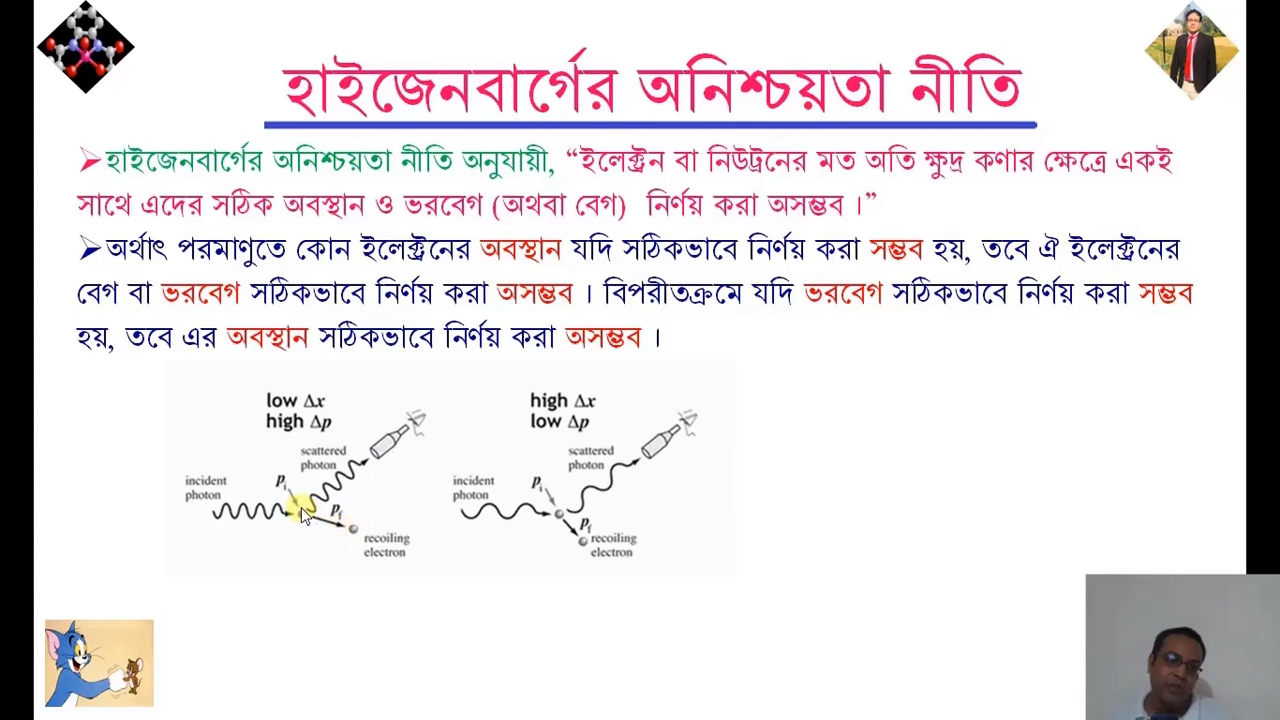 হাইজেনবার্গের অনিশ্চয়তা নীতি
➢হাইজেনবার্গের অনিশ্চয়তা নীতি অনুযায়ী, “ইলেক্ট্রন বা নিউট্রনের মত অতি ক্ষুদ্র কণার ক্ষেত্রে একই
সাথে এদের সঠিক অবস্থান ও ভরবেগ (অথবা বেগ) নির্ণয় করা অসম্ভব ।”
➢অর্থাৎ পরমাণুতে কোন ইলেক্ট্রনের অবস্থান যদি সঠিকভাবে নির্ণয় করা সম্ভব হয়, তবে ঐ ইলেক্ট্রনের
বেগ বা ভরবেগ সঠিকভাবে নির্ণয় করা অসম্ভব । বিপরীতক্রমে যদি ভরবেগ সঠিকভাবে নির্ণয় করা সম্ভব
হয়, তবে এর অবস্থান সঠিকভাবে নির্ণয় করা অসম্ভব ।
low Δx
high Δp
scattered
photon
incident
photon
pi
pf
recoiling
electron
high Δx
low Δp
scattered
photon
incident
photon
pi
pf
recoiling
electron